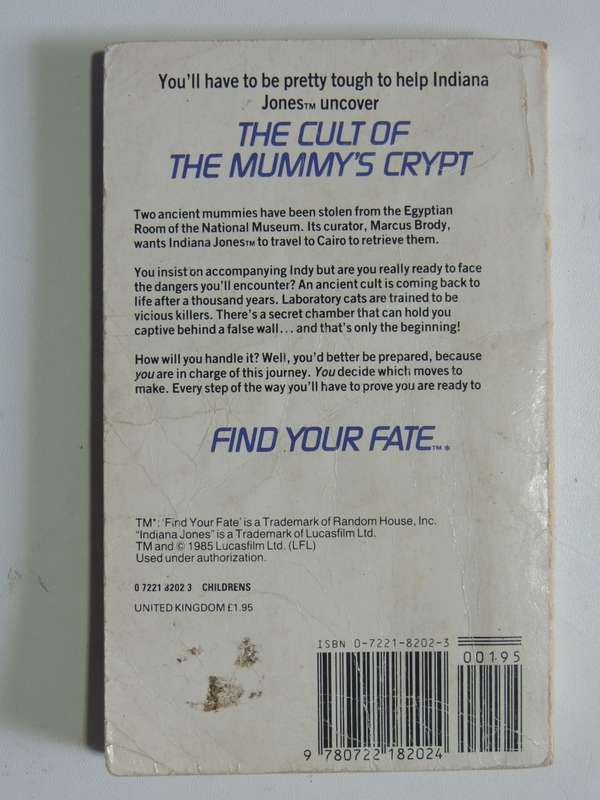 You'll have to be pretty tough to help Indiana
Jones™ uncover
THE CULT OF
THE MUMMY'S CRYPT
Two ancient mummies have been stolen from the Egyptian
Room of the National Museum. Its curator, Marcus Brody,
wants Indiana Jones™ to travel to Cairo to retrieve them.
You insist on accompanying Indy but are you really ready to face
the dangers you'll encounter? An ancient cult is coming back to
life after a thousand years. Laboratory cats are trained to be
vicious killers. There's a secret chamber that can hold you
captive behind a false wall... and that's only the beginning!
How will you handle it? Well, you'd better be prepared, because
you are in charge of this journey. You decide which moves to
make. Every step of the way you'll have to prove you are ready to
FIND YOUR FATE™*
TM*: 'Find Your Fate' is a Trademark of Random House, Inc.
"Indiana Jones" is a Trademark of Lucasfilm Ltd.
TM and © 1985 Lucasfilm Ltd. (LFL)
Used under authorization.
0 7221 8202 3 CHILDRENS
UNITED KINGDOM £1.95
ISBN 0-7221-8202-3
00195
9 780722 182024